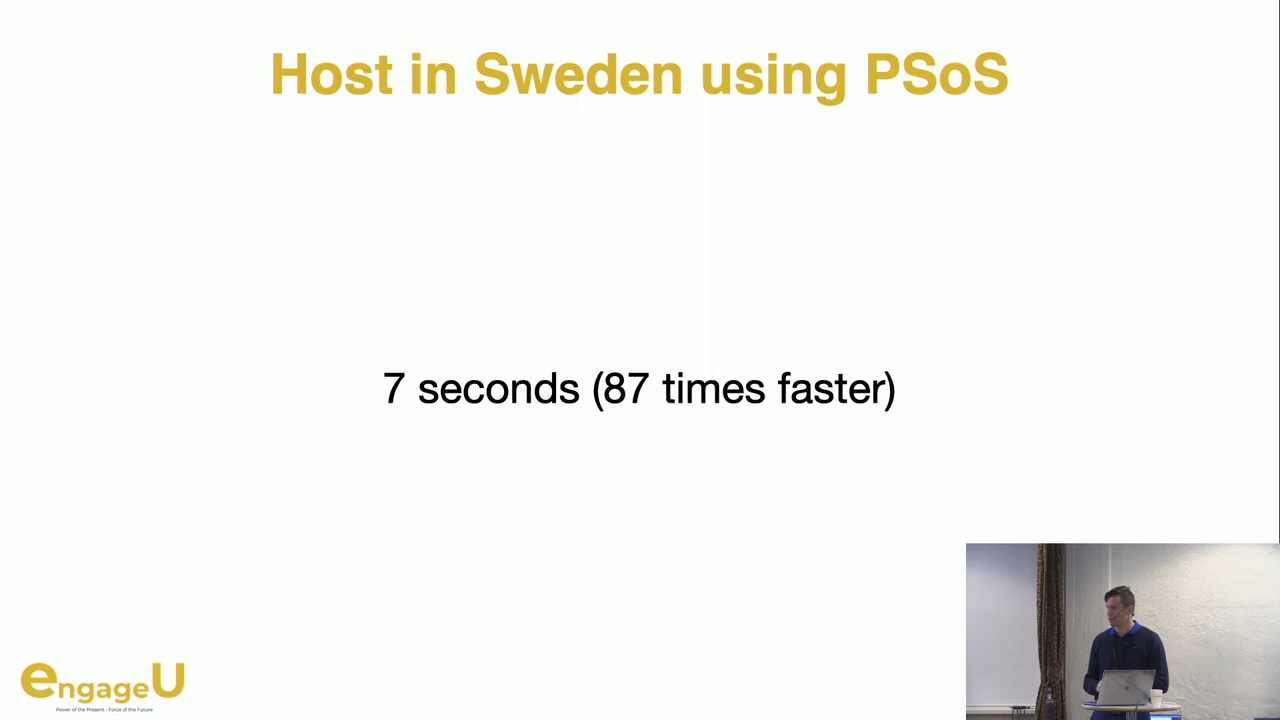 Host in Sweden using PSoS
7 seconds (87 times faster)
engageU
Power of the Present - Force of the Future